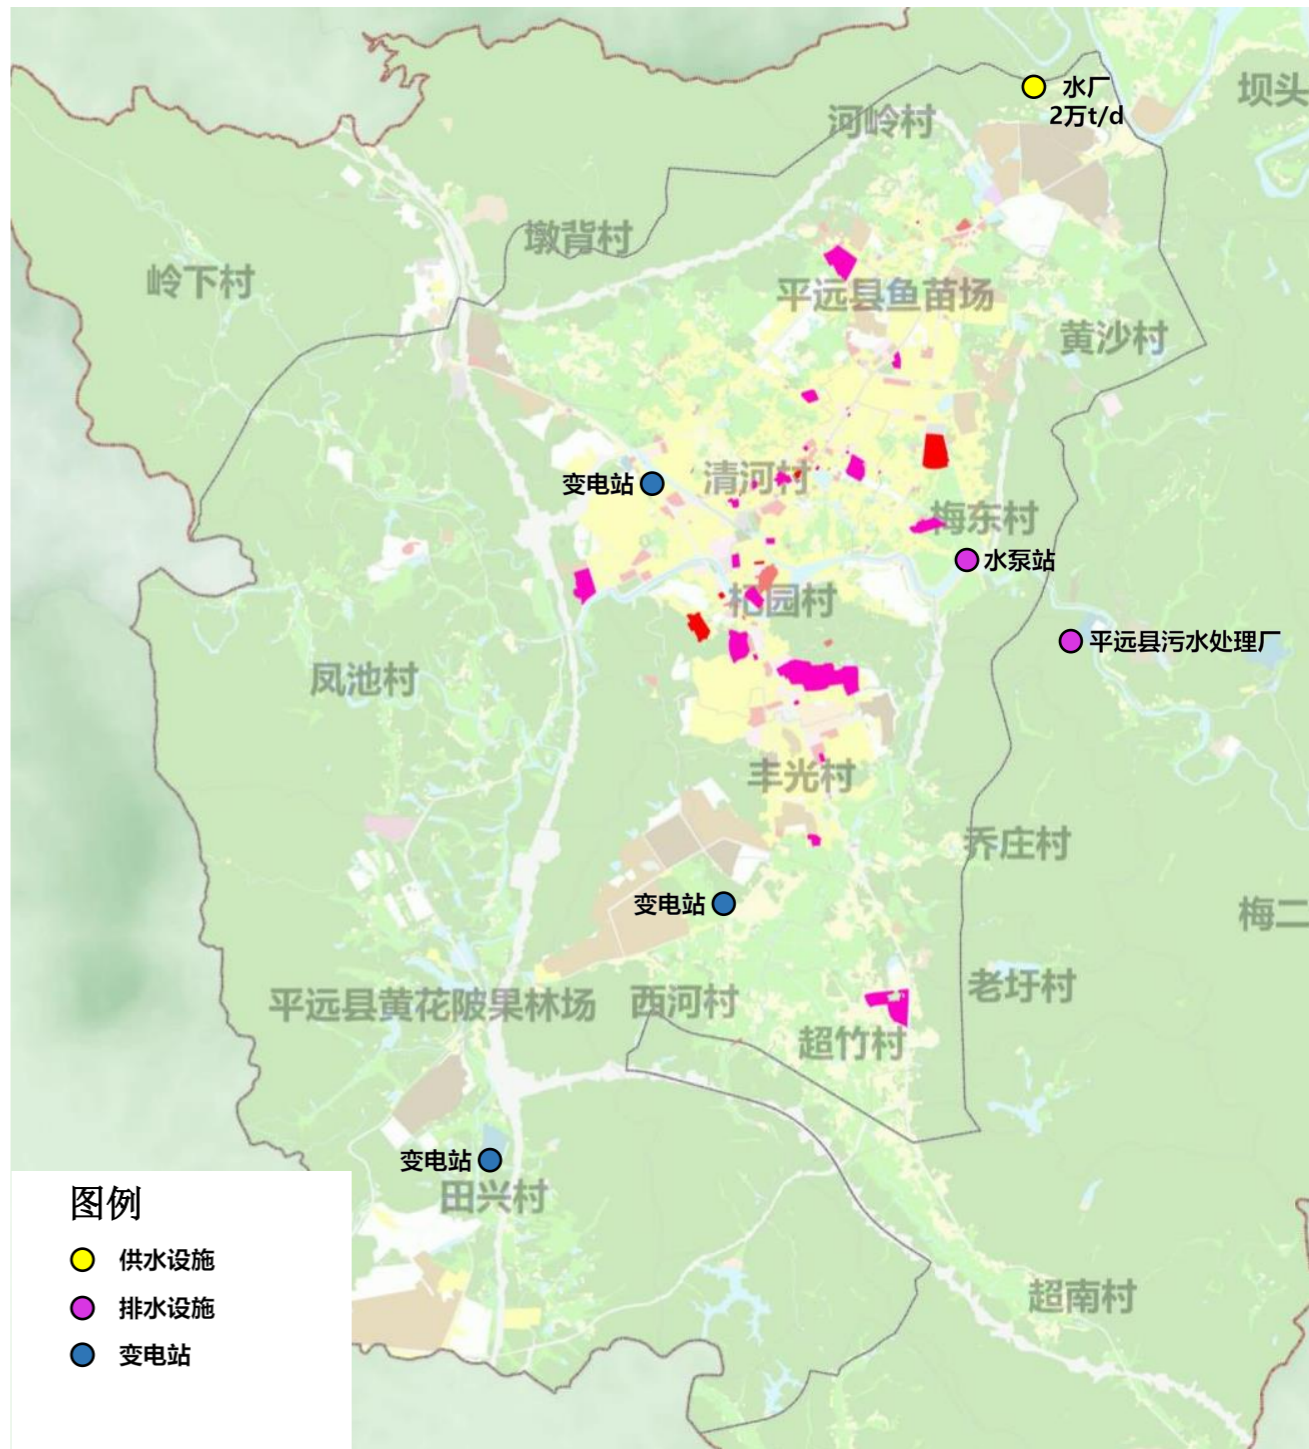 水厂
2万t/d
坝头
河岭村
墩背村
岭下村
平远县鱼苗场
黄沙村
变电站
清河村
梅东村
水泵站
杞园村
平远县污水处理厂
凤池村
丰光村
乔庄村
变电站
梅二
平远县黄花陂果林场
西河村
老圩村
超竹村
变电站
田兴村
图例
供水设施
排水设施
变电站
超南村